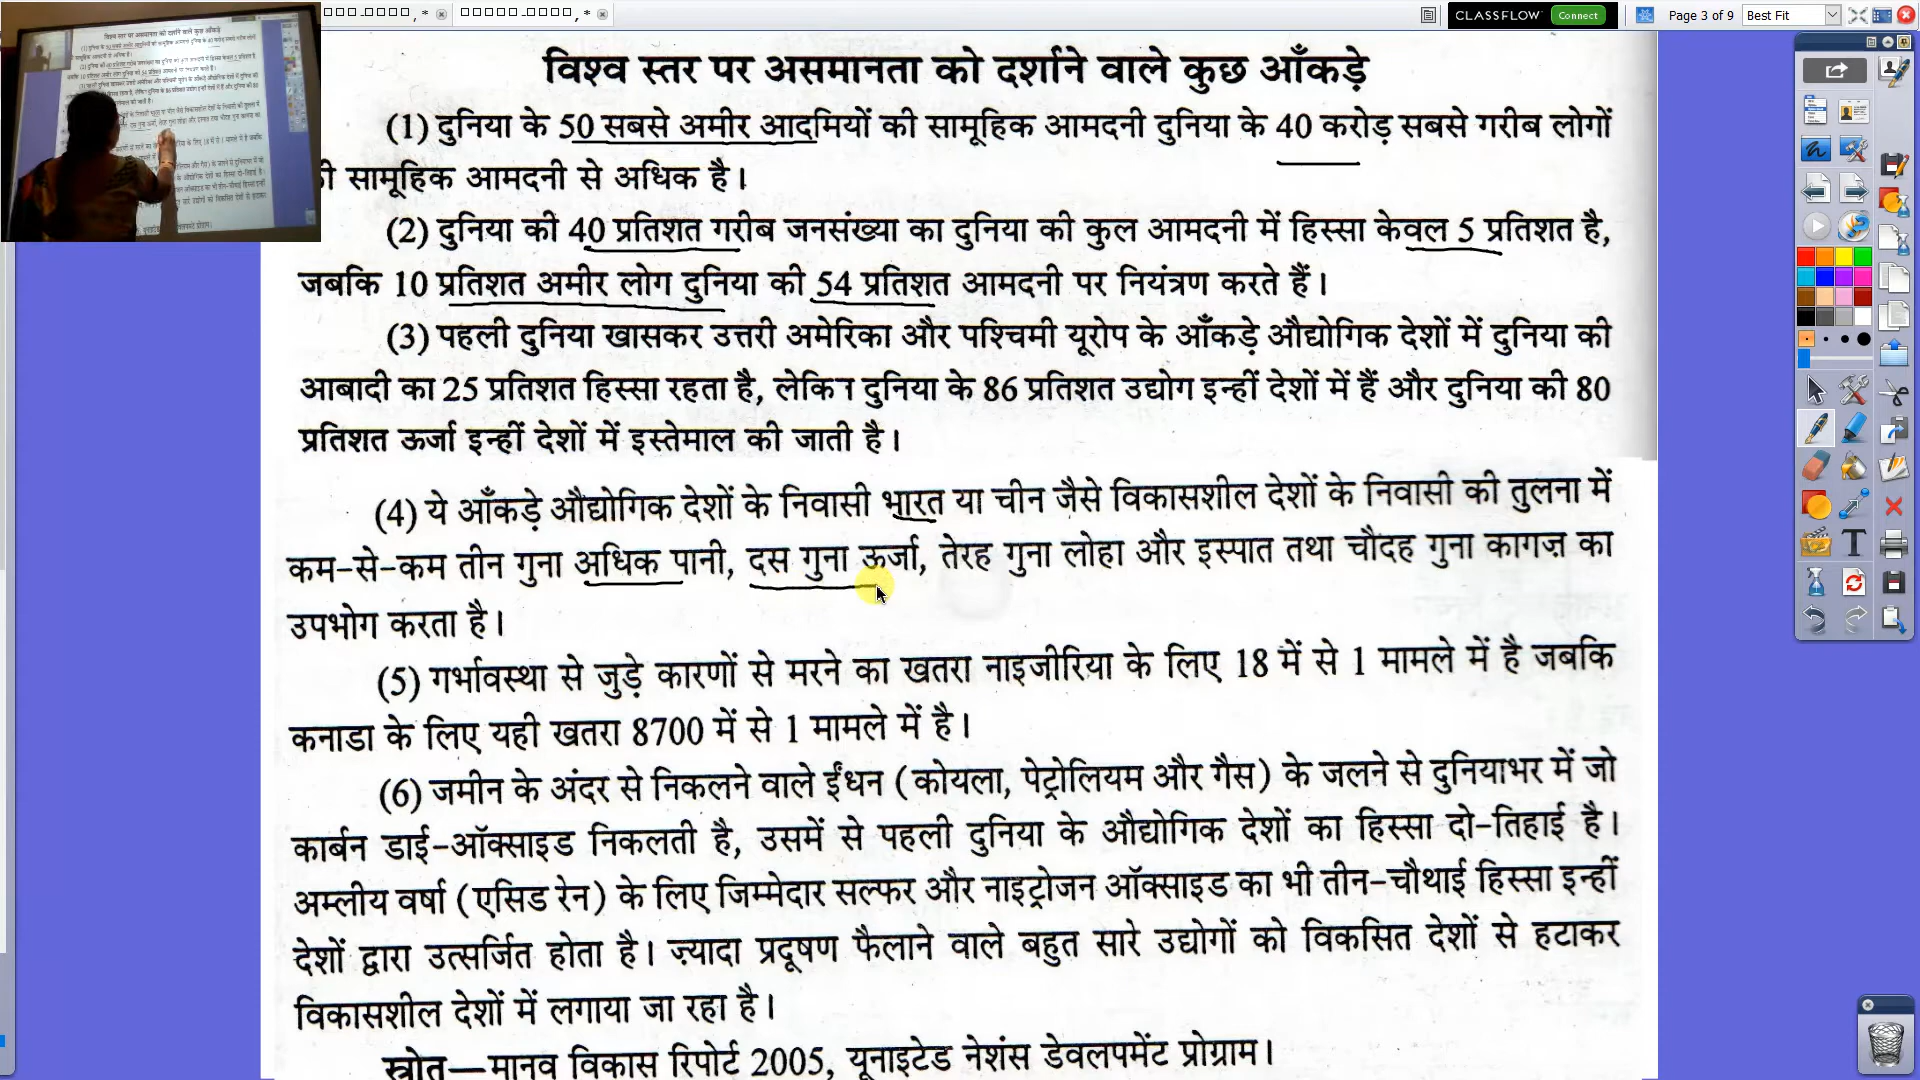 CLASSFLOW Connect Page 3 of 9 Best Fit
विश्व स्तर पर असमानता को दर्शाने वाले कुछ आँकड़े
(1) दुनिया के 50 सबसे अमीर आदमियों की सामूहिक आमदनी दुनिया के 40 करोड़ सबसे गरीब लोगों
सामूहिक आमदनी से अधिक है।
(2) दुनिया की 40 प्रतिशत गरीब जनसंख्या का दुनिया की कुल आमदनी में हिस्सा केवल 5 प्रतिशत है,
जबकि 10 प्रतिशत अमीर लोग दुनिया की 54 प्रतिशत आमदनी पर नियंत्रण करते हैं।
(3) पहली दुनिया खासकर उत्तरी अमेरिका और पश्चिमी यूरोप के आँकड़े औद्योगिक देशों में दुनिया की
आबादी का 25 प्रतिशत हिस्सा रहता है, लेकिन दुनिया के 86 प्रतिशत उद्योग इन्हीं देशों में हैं और दुनिया की 80
प्रतिशत ऊर्जा इन्हीं देशों में इस्तेमाल की जाती है।
(4) ये आँकड़े औद्योगिक देशों के निवासी भारत या चीन जैसे विकासशील देशों के निवासी की तुलना में
कम-से-कम तीन गुना अधिक पानी, दस गुना ऊर्जा, तेरह गुना लोहा और इस्पात तथा चौदह गुना कागज़ का
उपभोग करता है।
(5) गर्भावस्था से जुड़े कारणों से मरने का खतरा नाइजीरिया के लिए 18 में से 1 मामले में है जबकि
कनाडा के लिए यही खतरा 8700 में से 1 मामले में है।
(6) जमीन के अंदर से निकलने वाले ईंधन (कोयला, पेट्रोलियम और गैस) के जलने से दुनियाभर में जो
कार्बन डाई-ऑक्साइड निकलती है, उसमें से पहली दुनिया के औद्योगिक देशों का हिस्सा दो-तिहाई है।
अम्लीय वर्षा (एसिड रेन) के लिए जिम्मेदार सल्फर और नाइट्रोजन ऑक्साइड का भी तीन-चौथाई हिस्सा इन्हीं
देशों द्वारा उत्सर्जित होता है। ज़्यादा प्रदूषण फैलाने वाले बहुत सारे उद्योगों को विकसित देशों से हटाकर
विकासशील देशों में लगाया जा रहा है।
स्रोत—मानव विकास रिपोर्ट 2005, यूनाइटेड नेशंस डेवलपमेंट प्रोग्राम।